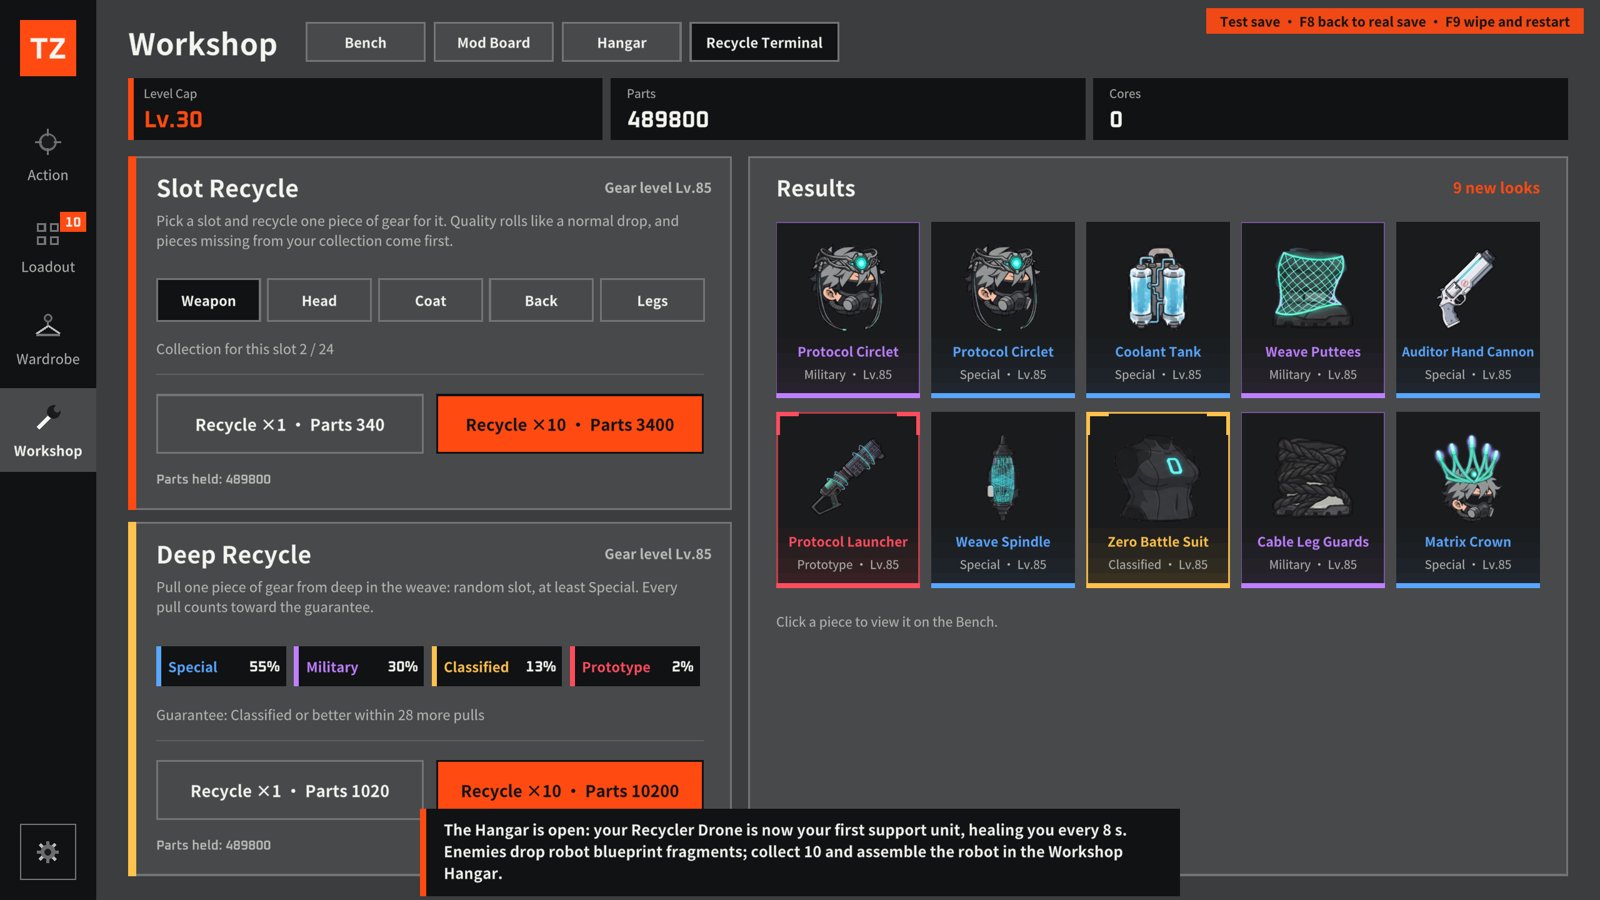 TZ
Action
10
Loadout
Wardrobe
Workshop
Workshop
Bench
Mod Board
Hangar
Recycle Terminal
Test save • F8 back to real save • F9 wipe and restart
Level Cap
Lv.30
Parts
489800
Cores
0
Slot Recycle
Gear level Lv.85
Pick a slot and recycle one piece of gear for it. Quality rolls like a normal drop, and
pieces missing from your collection come first.
Weapon
Head
Coat
Back
Legs
Collection for this slot 2 / 24
Recycle ×1 • Parts 340
Recycle ×10 • Parts 3400
Parts held: 489800
Deep Recycle
Gear level Lv.85
Pull one piece of gear from deep in the weave: random slot, at least Special. Every
pull counts toward the guarantee.
Special 55%
Military 30%
Classified 13%
Prototype 2%
Guarantee: Classified or better within 28 more pulls
Recycle ×1 • Parts 1020
Recycle ×10 • Parts 10200
Parts held: 489800
Results
9 new looks
Protocol Circlet
Military • Lv.85
Protocol Circlet
Special • Lv.85
Coolant Tank
Special • Lv.85
Weave Puttees
Military • Lv.85
Auditor Hand Cannon
Special • Lv.85
Protocol Launcher
Prototype • Lv.85
Weave Spindle
Special • Lv.85
0
Zero Battle Suit
Classified • Lv.85
Cable Leg Guards
Military • Lv.85
Matrix Crown
Special • Lv.85
Click a piece to view it on the Bench.
The Hangar is open: your Recycler Drone is now your first support unit, healing you every 8 s.
Enemies drop robot blueprint fragments; collect 10 and assemble the robot in the Workshop
Hangar.